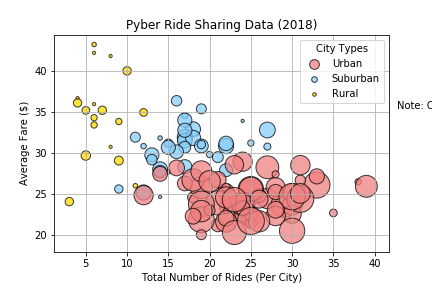 Pyber Ride Sharing Data (2018)
City Types
Urban
Suburban
Rural
Note: C
Average Fare ($)
40
35
30
25
20
5 10 15 20 25 30 35 40
Total Number of Rides (Per City)